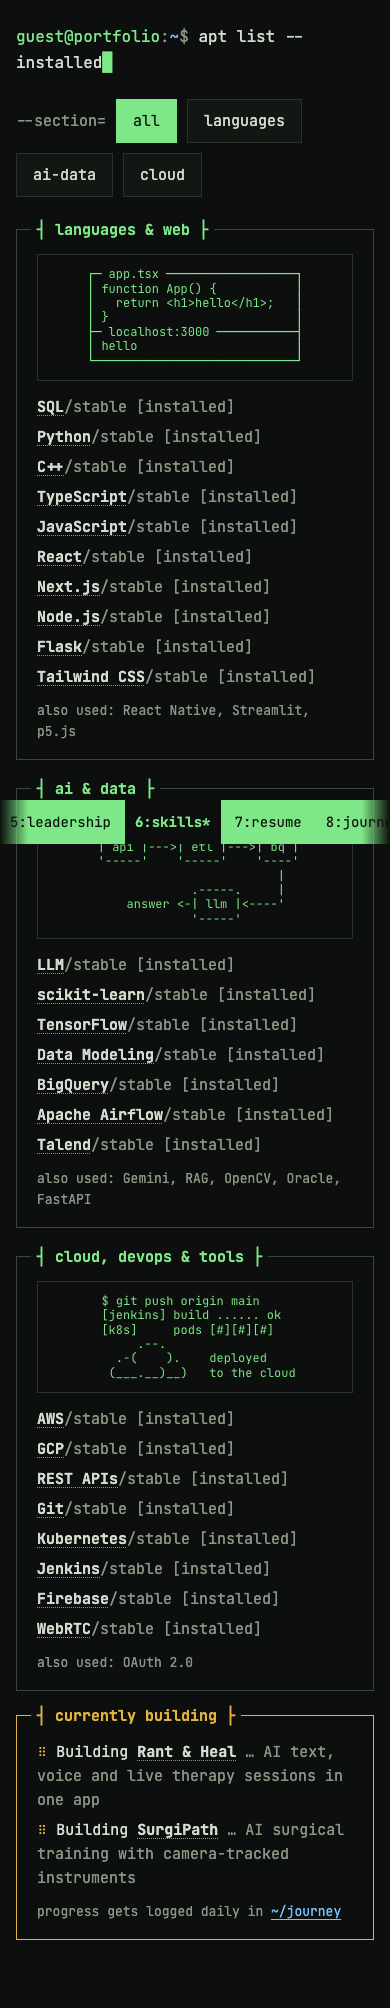 guest@portfolio:~$ apt list --
installed
--section= all languages
ai-data cloud
┤ languages & web ├
┌─ app.tsx ──────────────────┐
│ function App() { │
│   return <h1>hello</h1>; │
│ } │
├─ localhost:3000 ───────────┤
│ hello │
└────────────────────────────┘
SQL/stable [installed]
Python/stable [installed]
C++/stable [installed]
TypeScript/stable [installed]
JavaScript/stable [installed]
React/stable [installed]
Next.js/stable [installed]
Node.js/stable [installed]
Flask/stable [installed]
Tailwind CSS/stable [installed]
also used: React Native, Streamlit,
p5.js
┤ ai & data ├
5:leadership 6:skills* 7:resume
| api |--->| etl |--->| bq |
'-----'    '-----'    '----'
|
.-----.     |
answer <-| llm |<----'
'-----'
LLM/stable [installed]
scikit-learn/stable [installed]
TensorFlow/stable [installed]
Data Modeling/stable [installed]
BigQuery/stable [installed]
Apache Airflow/stable [installed]
Talend/stable [installed]
also used: Gemini, RAG, OpenCV, Oracle,
FastAPI
┤ cloud, devops & tools ├
$ git push origin main
[jenkins] build ...... ok
[k8s]     pods [#][#][#]
.--.
.-(    ).    deployed
(___.__)__)   to the cloud
AWS/stable [installed]
GCP/stable [installed]
REST APIs/stable [installed]
Git/stable [installed]
Kubernetes/stable [installed]
Jenkins/stable [installed]
Firebase/stable [installed]
WebRTC/stable [installed]
also used: OAuth 2.0
┤ currently building ├
⠿ Building Rant & Heal … AI text,
voice and live therapy sessions in
one app
⠿ Building SurgiPath … AI surgical
training with camera-tracked
instruments
progress gets logged daily in ~/journey